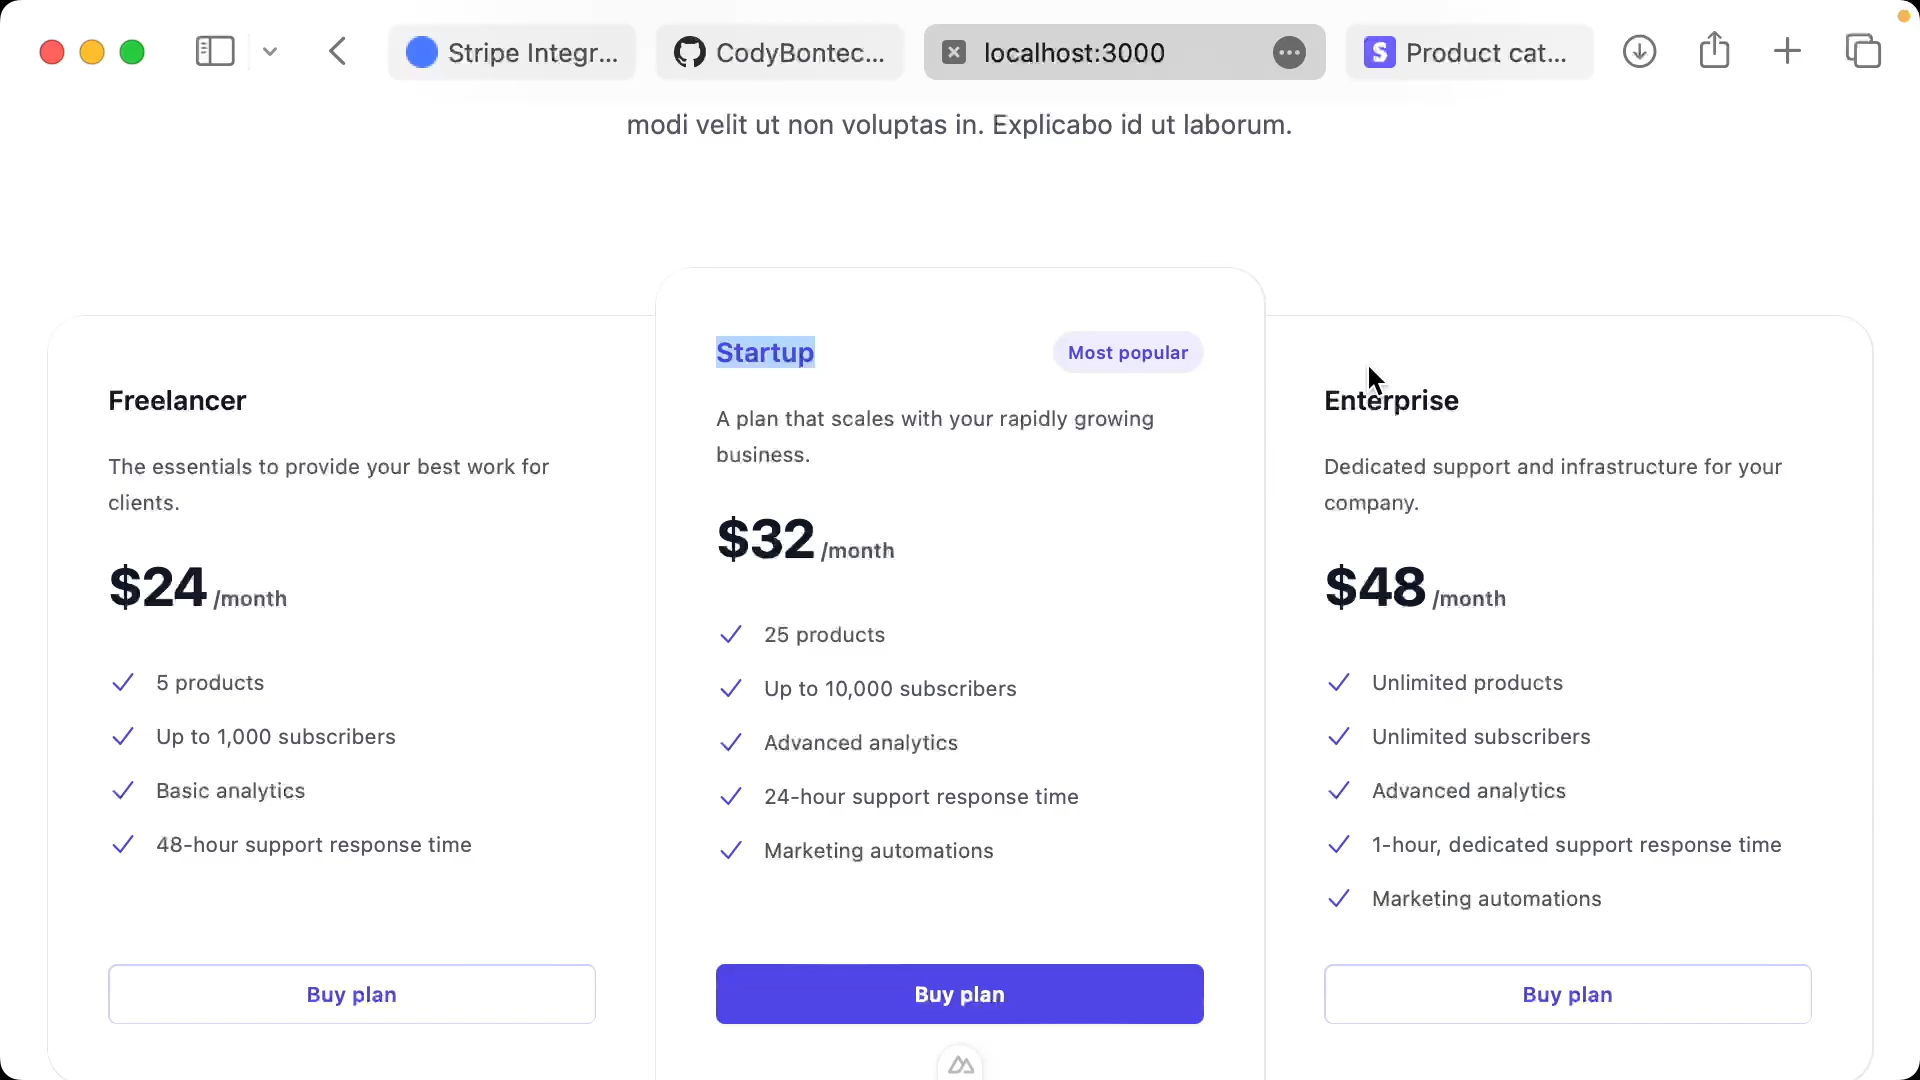 Stripe Integr...
CodyBontec...
localhost:3000
S Product cat...
modi velit ut non voluptas in. Explicabo id ut laborum.
Freelancer
The essentials to provide your best work for
clients.
$24 /month
5 products
Up to 1,000 subscribers
Basic analytics
48-hour support response time
Buy plan
Startup
Most popular
A plan that scales with your rapidly growing
business.
$32 /month
25 products
Up to 10,000 subscribers
Advanced analytics
24-hour support response time
Marketing automations
Buy plan
Enterprise
Dedicated support and infrastructure for your
company.
$48 /month
Unlimited products
Unlimited subscribers
Advanced analytics
1-hour, dedicated support response time
Marketing automations
Buy plan